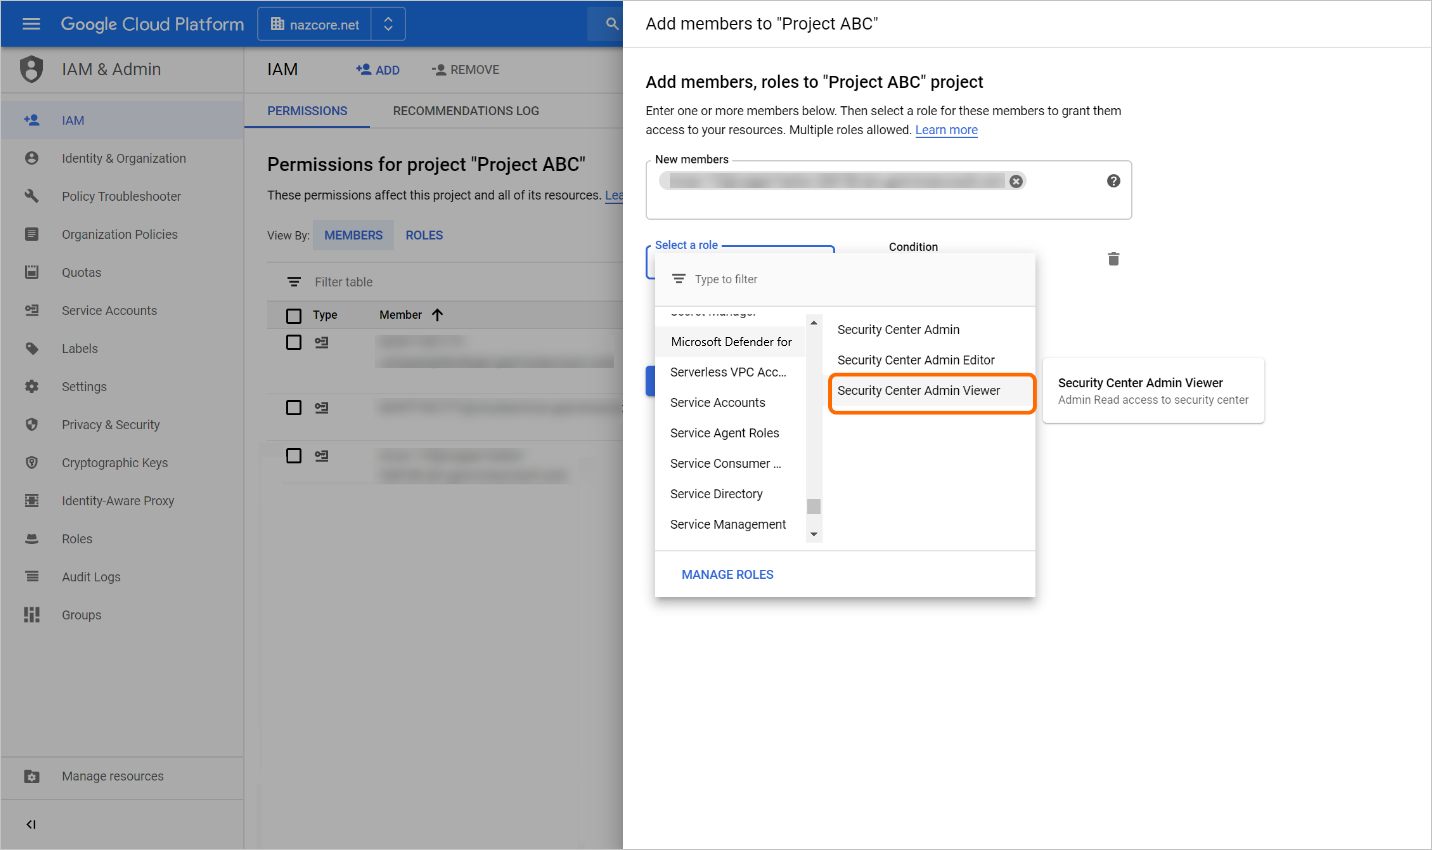 Google Cloud Platform
nazcore.net
IAM & Admin
IAM
Identity & Organization
Policy Troubleshooter
Organization Policies
Quotas
Service Accounts
Labels
Settings
Privacy & Security
Cryptographic Keys
Identity-Aware Proxy
Roles
Audit Logs
Groups
Manage resources
IAM
ADD
REMOVE
PERMISSIONS
RECOMMENDATIONS LOG
Permissions for project "Project ABC"
These permissions affect this project and all of its resources. Lea
View By: MEMBERS ROLES
Filter table
Type Member
Add members to "Project ABC"
Add members, roles to "Project ABC" project
Enter one or more members below. Then select a role for these members to grant them
access to your resources. Multiple roles allowed. Learn more
New members
Select a role
Condition
Type to filter
Secret Manager
Microsoft Defender for
Serverless VPC Acc...
Service Accounts
Service Agent Roles
Service Consumer ...
Service Directory
Service Management
Security Center Admin
Security Center Admin Editor
Security Center Admin Viewer
MANAGE ROLES
Security Center Admin Viewer
Admin Read access to security center